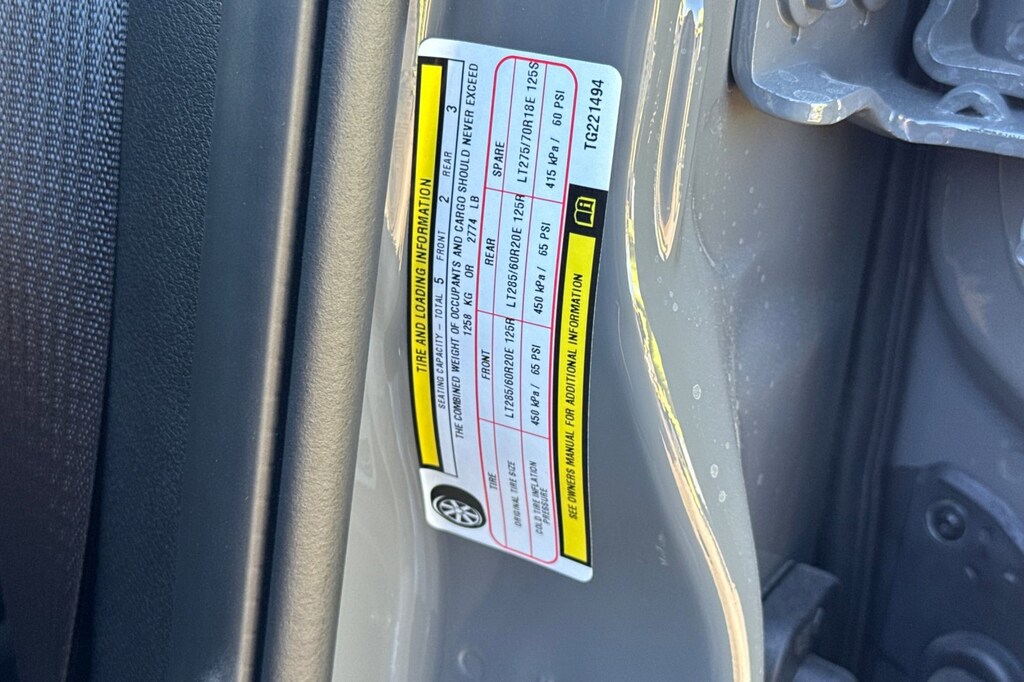 TIRE AND LOADING INFORMATION
SEATING CAPACITY - TOTAL 5 FRONT 2 REAR 3
THE COMBINED WEIGHT OF OCCUPANTS AND CARGO SHOULD NEVER EXCEED
1258 KG OR 2774 LB
TIRE FRONT REAR SPARE
ORIGINAL TIRE SIZE LT285/60R20E 125R LT285/60R20E 125R LT275/70R18E 125S
COLD TIRE INFLATION PRESSURE 450 kPa / 65 PSI 450 kPa / 65 PSI 415 kPa / 60 PSI
SEE OWNERS MANUAL FOR ADDITIONAL INFORMATION
TG221494